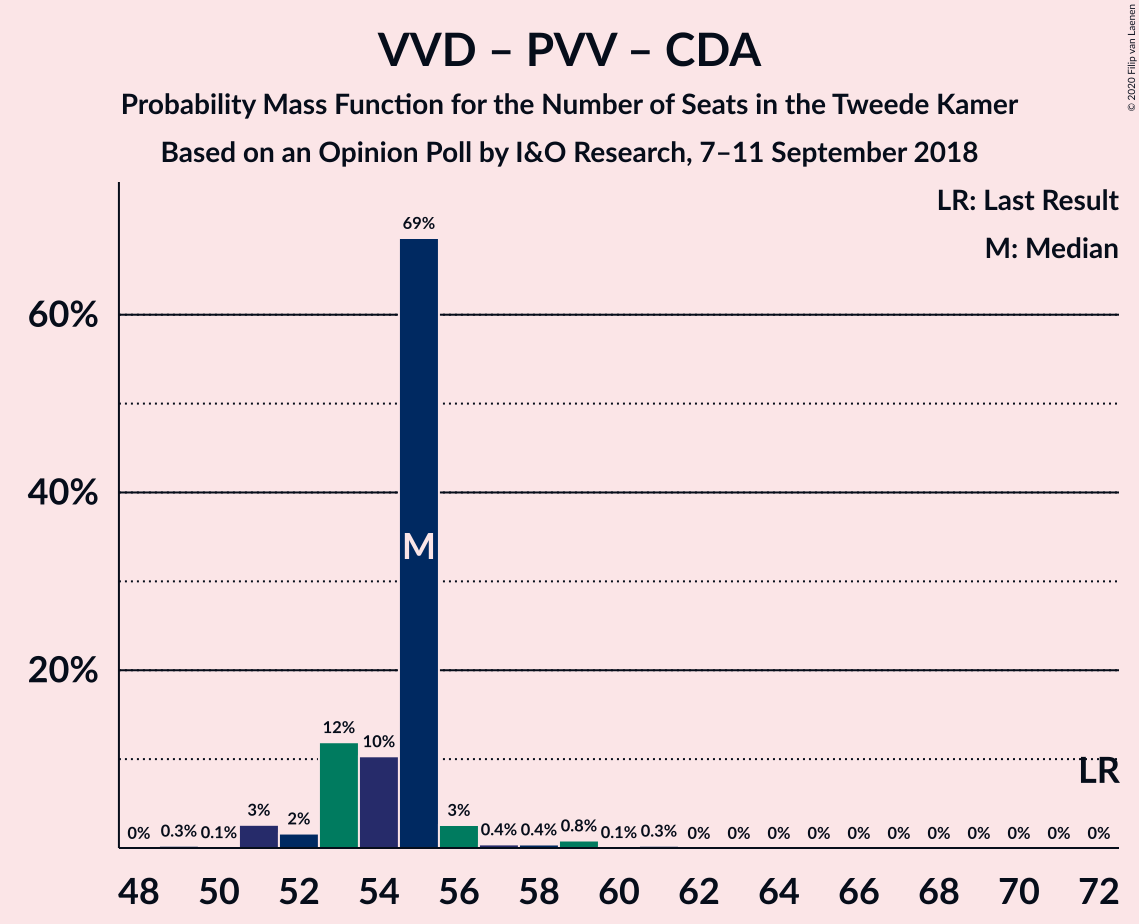 VVD – PVV – CDA
Probability Mass Function for the Number of Seats in the Tweede Kamer
Based on an Opinion Poll by I&O Research, 7–11 September 2018
© 2020 Filip van Laenen
LR: Last Result
M: Median
60%
40%
20%
0% 0.3% 0.1% 3% 2% 12% 10% 69% 3% 0.4% 0.4% 0.8% 0.1% 0.3% 0% 0% 0% 0% 0% 0% 0% 0% 0% 0% 0%
M
LR
48 50 52 54 56 58 60 62 64 66 68 70 72